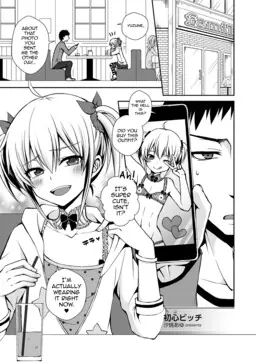 YUZUNE,
ABOUT
THAT
PHOTO
YOU
SENT
ME THE
OTHER
DAY...
WHAT
THE HELL
IS
THIS?
DID YOU
BUY THIS
OUTFIT?
Ah!
IT'S
SUPER
CUTE,
ISN'T
IT?
I'M
ACTUALLY
WEARING IT
RIGHT
NOW.
初心ビッチ
presents